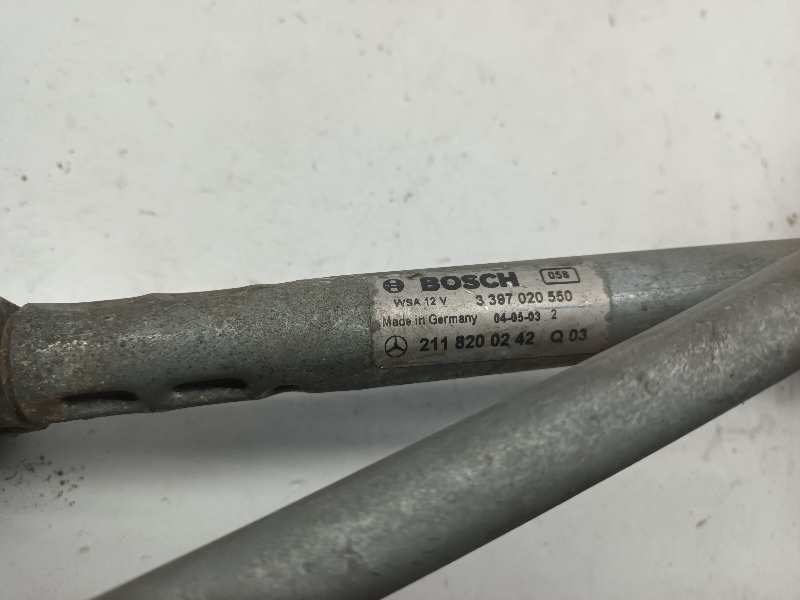 BOSCH 058
WSA 12 V 3 397 020 550
Made in Germany 04-05-03 2
211 820 02 42 Q 03